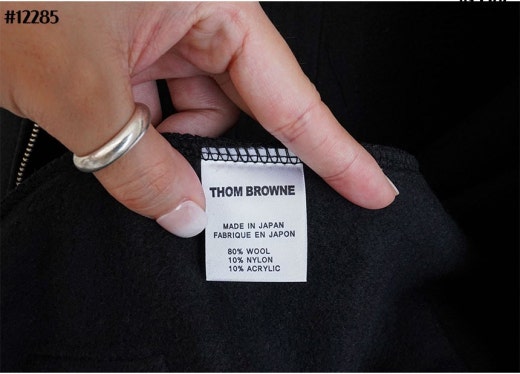 #12285
THOM BROWNE
MADE IN JAPAN
FABRIQUE EN JAPON
80% WOOL
10% NYLON
10% ACRYLIC